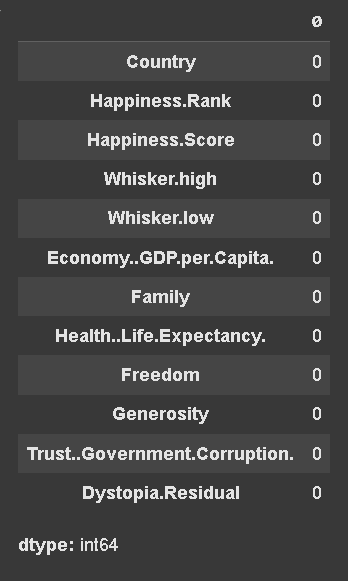 0
Country 0
Happiness.Rank 0
Happiness.Score 0
Whisker.high 0
Whisker.low 0
Economy..GDP.per.Capita. 0
Family 0
Health..Life.Expectancy. 0
Freedom 0
Generosity 0
Trust..Government.Corruption. 0
Dystopia.Residual 0
dtype: int64